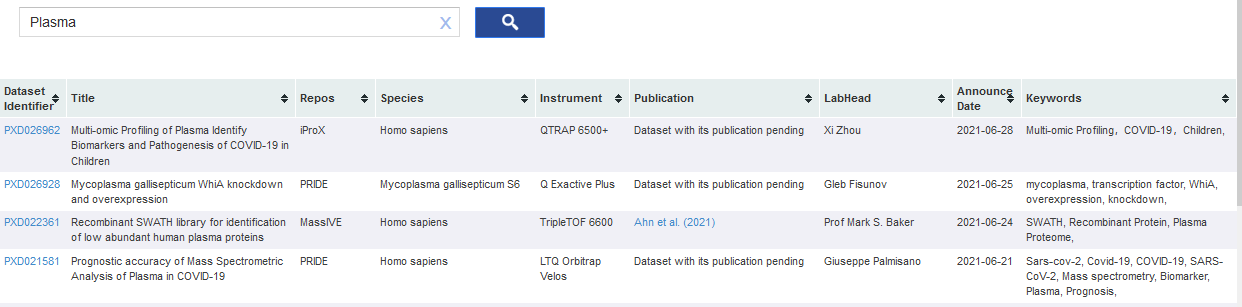 Plasma
X
Dataset Identifier Title Repos Species Instrument Publication LabHead Announce Date Keywords
PXD026962 Multi-omic Profiling of Plasma Identify iProX Homo sapiens QTRAP 6500+ Dataset with its publication pending Xi Zhou 2021-06-28 Multi-omic Profiling, COVID-19, Children,
Biomarkers and Pathogenesis of COVID-19 in
Children
PXD026928 Mycoplasma gallisepticum WhiA knockdown PRIDE Mycoplasma gallisepticum S6 Q Exactive Plus Dataset with its publication pending Gleb Fisunov 2021-06-25 mycoplasma, transcription factor, WhiA,
and overexpression overexpression, knockdown,
PXD022361 Recombinant SWATH library for identification MassIVE Homo sapiens TripleTOF 6600 Ahn et al. (2021) Prof Mark S. Baker 2021-06-24 SWATH, Recombinant Protein, Plasma
of low abundant human plasma proteins Proteome,
PXD021581 Prognostic accuracy of Mass Spectrometric PRIDE Homo sapiens LTQ Orbitrap Dataset with its publication pending Giuseppe Palmisano 2021-06-21 Sars-cov-2, Covid-19, COVID-19, SARS-
Analysis of Plasma in COVID-19 Velos CoV-2, Mass spectrometry, Biomarker,
Plasma, Prognosis,